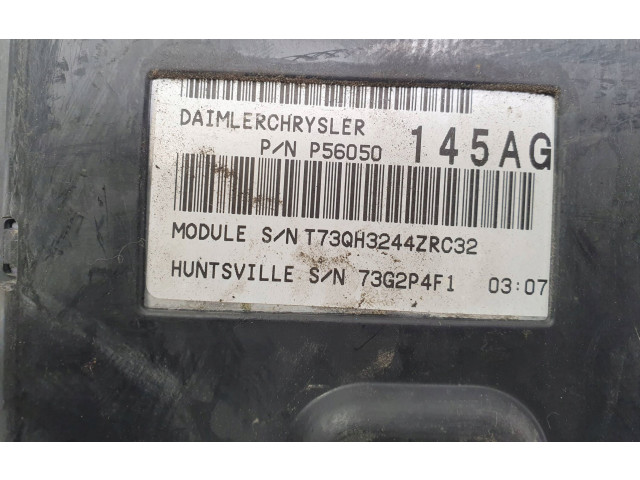 DAIMLERCHRYSLER
P/N P56050 145AG
MODULE S/N T73QH3244ZRC32
HUNTSVILLE S/N 73G2P4F1 03:07